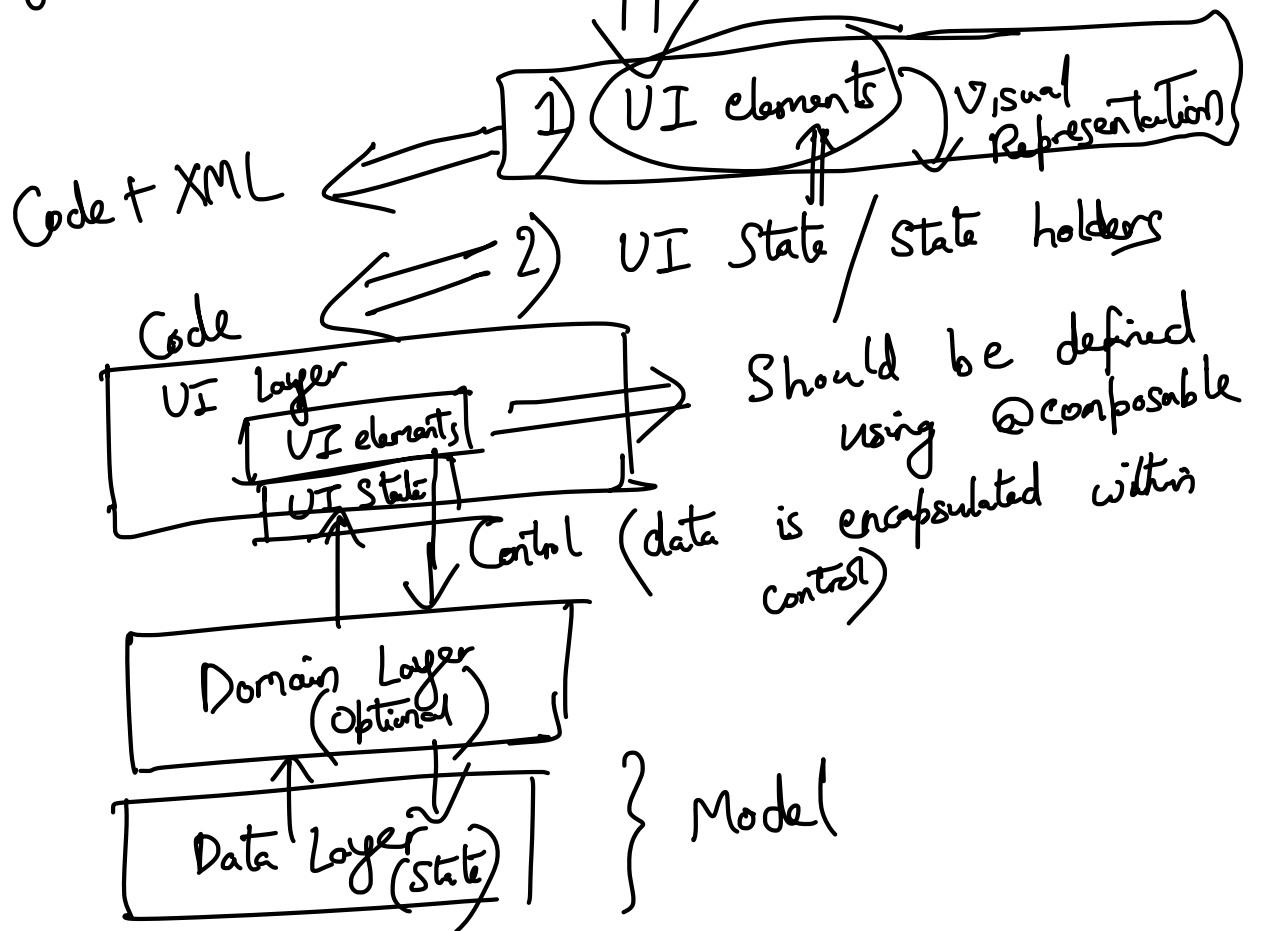 1) UI elements
Visual
Representation
Code + XML
2) UI State / State holders
Code
UI Layer
UI elements
UI State
Should be defined
using @composable
Control (data is encapsulated within
control)
Domain Layer
(Optional)
Data Layer
(State)
} Model